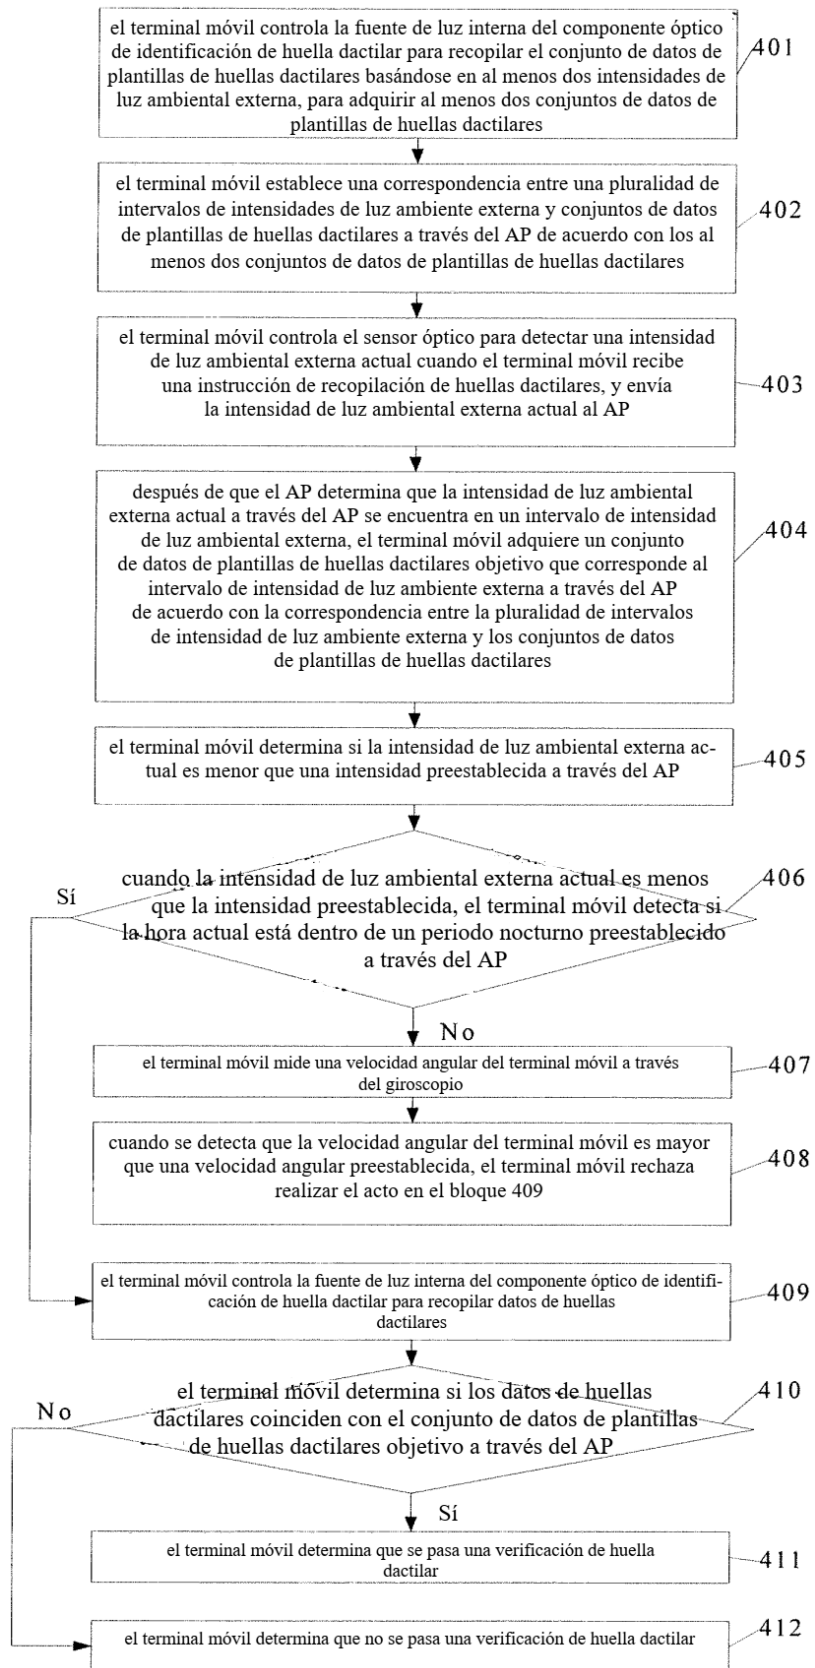 el terminal móvil controla la fuente de luz interna del componente óptico
de identificación de huella dactilar para recopilar el conjunto de datos de
plantillas de huellas dactilares basándose en al menos dos intensidades de
luz ambiental externa, para adquirir al menos dos conjuntos de datos de
plantillas de huellas dactilares
401
el terminal móvil establece una correspondencia entre una pluralidad de
intervalos de intensidades de luz ambiente externa y conjuntos de datos
de plantillas de huellas dactilares a través del AP de acuerdo con los al
menos dos conjuntos de datos de plantillas de huellas dactilares
402
el terminal móvil controla el sensor óptico para detectar una intensidad
de luz ambiental externa actual cuando el terminal móvil recibe
una instrucción de recopilación de huellas dactilares, y envía
la intensidad de luz ambiental externa actual al AP
403
después de que el AP determina que la intensidad de luz ambiental
externa actual a través del AP se encuentra en un intervalo de intensidad
de luz ambiental externa, el terminal móvil adquiere un conjunto
de datos de plantillas de huellas dactilares objetivo que corresponde al
intervalo de intensidad de luz ambiente externa a través del AP
de acuerdo con la correspondencia entre la pluralidad de intervalos
de intensidad de luz ambiente externa y los conjuntos de datos
de plantillas de huellas dactilares
404
el terminal móvil determina si la intensidad de luz ambiental externa ac-
tual es menor que una intensidad preestablecida a través del AP
405
cuando la intensidad de luz ambiental externa actual es menos
que la intensidad preestablecida, el terminal móvil detecta si
la hora actual está dentro de un periodo nocturno preestablecido
a través del AP
406
Sí
No
el terminal móvil mide una velocidad angular del terminal móvil a través
del giroscopio
407
cuando se detecta que la velocidad angular del terminal móvil es mayor
que una velocidad angular preestablecida, el terminal móvil rechaza
realizar el acto en el bloque 409
408
el terminal móvil controla la fuente de luz interna del componente óptico de identifi-
cación de huella dactilar para recopilar datos de huellas
dactilares
409
el terminal móvil determina si los datos de huellas
dactilares coinciden con el conjunto de datos de plantillas
de huellas dactilares objetivo a través del AP
410
No
Sí
el terminal móvil determina que se pasa una verificación de huella
dactilar
411
el terminal móvil determina que no se pasa una verificación de huella dactilar
412